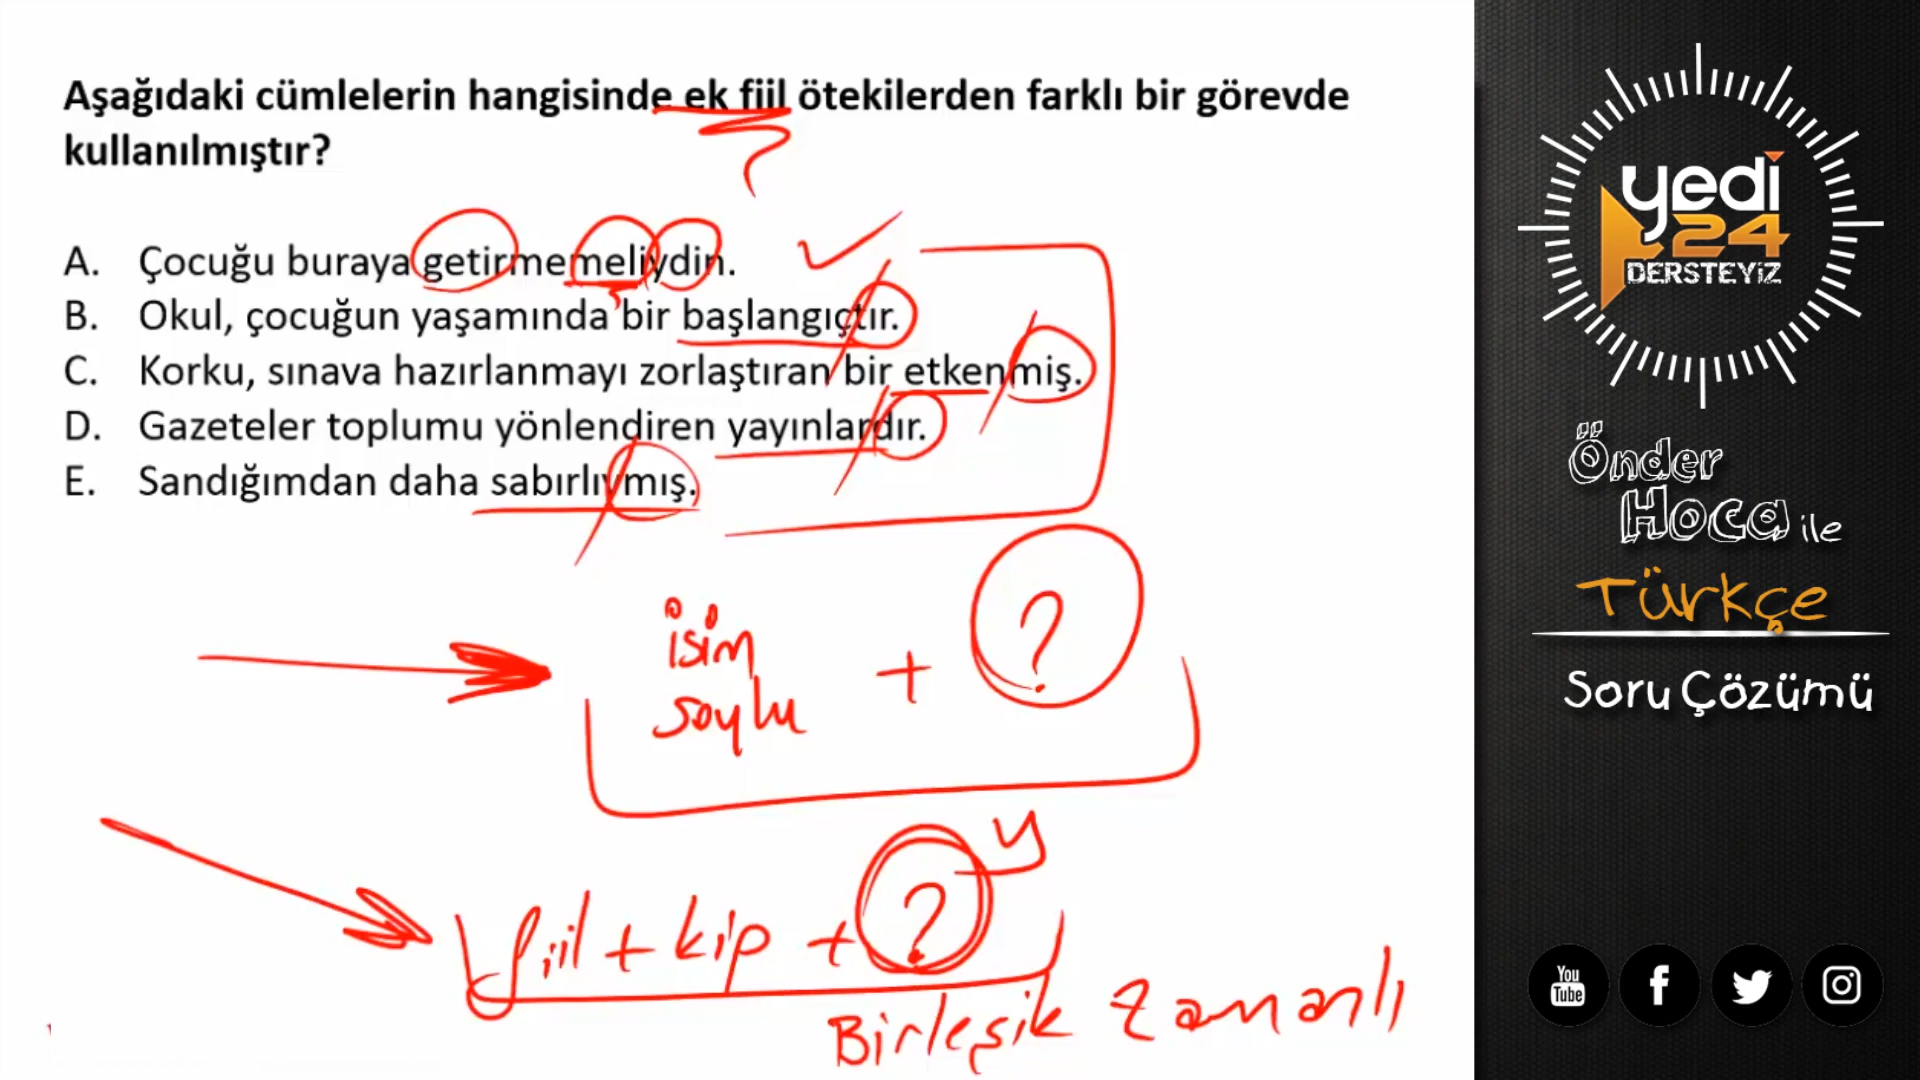 Aşağıdaki cümlelerin hangisinde ek fiil ötekilerden farklı bir görevde
kullanılmıştır?
A. Çocuğu buraya getirmemeliydin.
B. Okul, çocuğun yaşamında bir başlangıçtır.
C. Korku, sınava hazırlanmayı zorlaştıran bir etkenmiş.
D. Gazeteler toplumu yönlendiren yayınlardır.
E. Sandığımdan daha sabırlıymış.
isim
soylu + ?
y
fiil + kip + ?
Birleşik Zamanlı
yedi
24
DERSTEYİZ
Önder
Hoca ile
Türkçe
Soru Çözümü
You
Tube